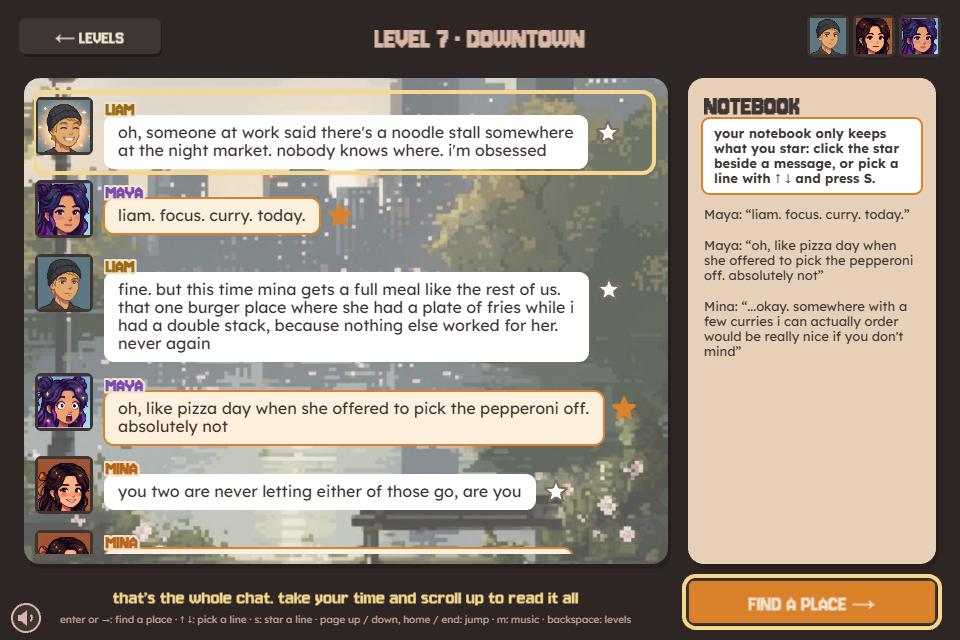 ← LEVELS
LEVEL 7 · DOWNTOWN
LIAM
oh, someone at work said there's a noodle stall somewhere
at the night market. nobody knows where. i'm obsessed
MAYA
liam. focus. curry. today.
LIAM
fine. but this time mina gets a full meal like the rest of us.
that one burger place where she had a plate of fries while i
had a double stack, because nothing else worked for her.
never again
MAYA
oh, like pizza day when she offered to pick the pepperoni off.
absolutely not
MINA
you two are never letting either of those go, are you
MINA
NOTEBOOK
your notebook only keeps
what you star: click the star
beside a message, or pick a
line with ↑ ↓ and press S.
Maya: “liam. focus. curry. today.”
Maya: “oh, like pizza day when
she offered to pick the pepperoni
off. absolutely not”
Mina: “...okay. somewhere with a
few curries i can actually order
would be really nice if you don't
mind”
that's the whole chat. take your time and scroll up to read it all
enter or →: find a place · ↑ ↓: pick a line · s: star a line · page up / down, home / end: jump · m: music · backspace: levels
FIND A PLACE →